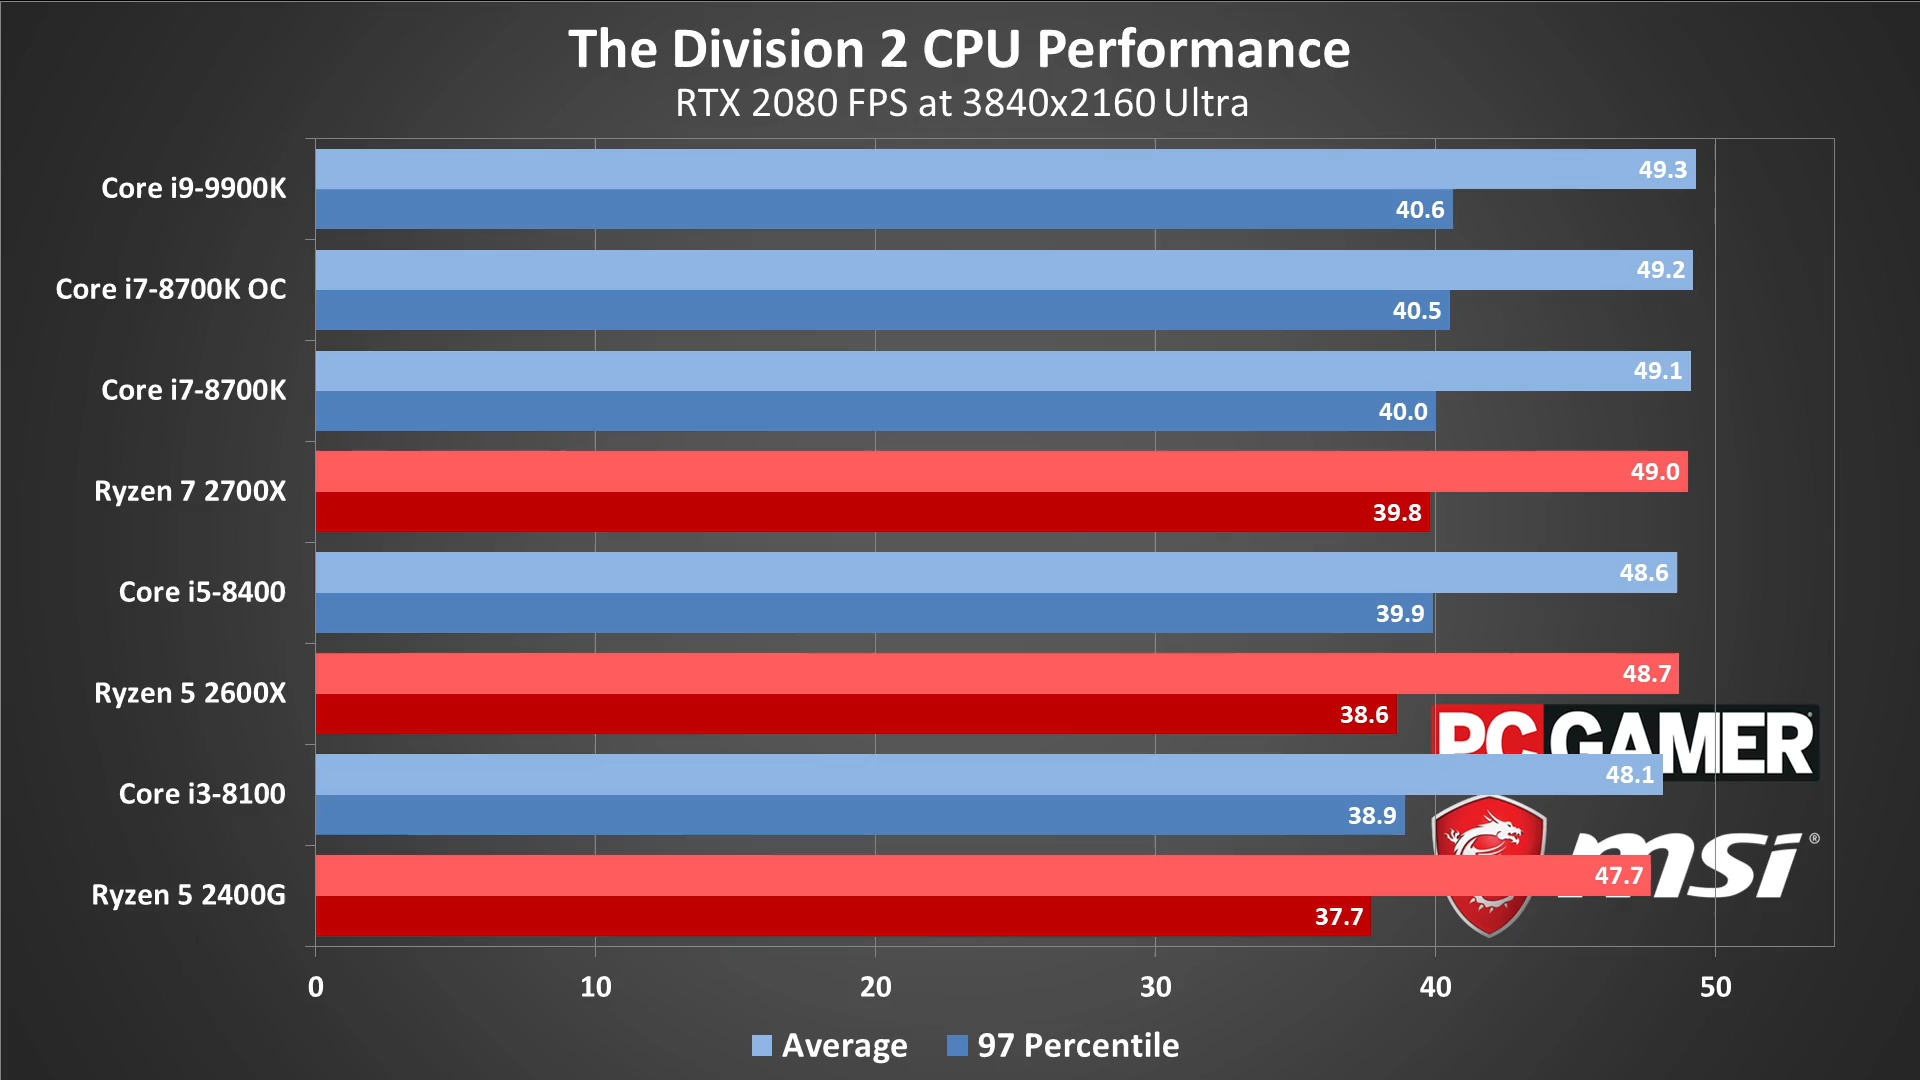 The Division 2 CPU Performance
RTX 2080 FPS at 3840x2160 Ultra
Core i9-9900K
49.3
40.6
Core i7-8700K OC
49.2
40.5
Core i7-8700K
49.1
40.0
Ryzen 7 2700X
49.0
39.8
Core i5-8400
48.6
39.9
Ryzen 5 2600X
48.7
38.6
PC GAMER
Core i3-8100
48.1
38.9
msi®
Ryzen 5 2400G
47.7
37.7
0 10 20 30 40 50
Average 97 Percentile